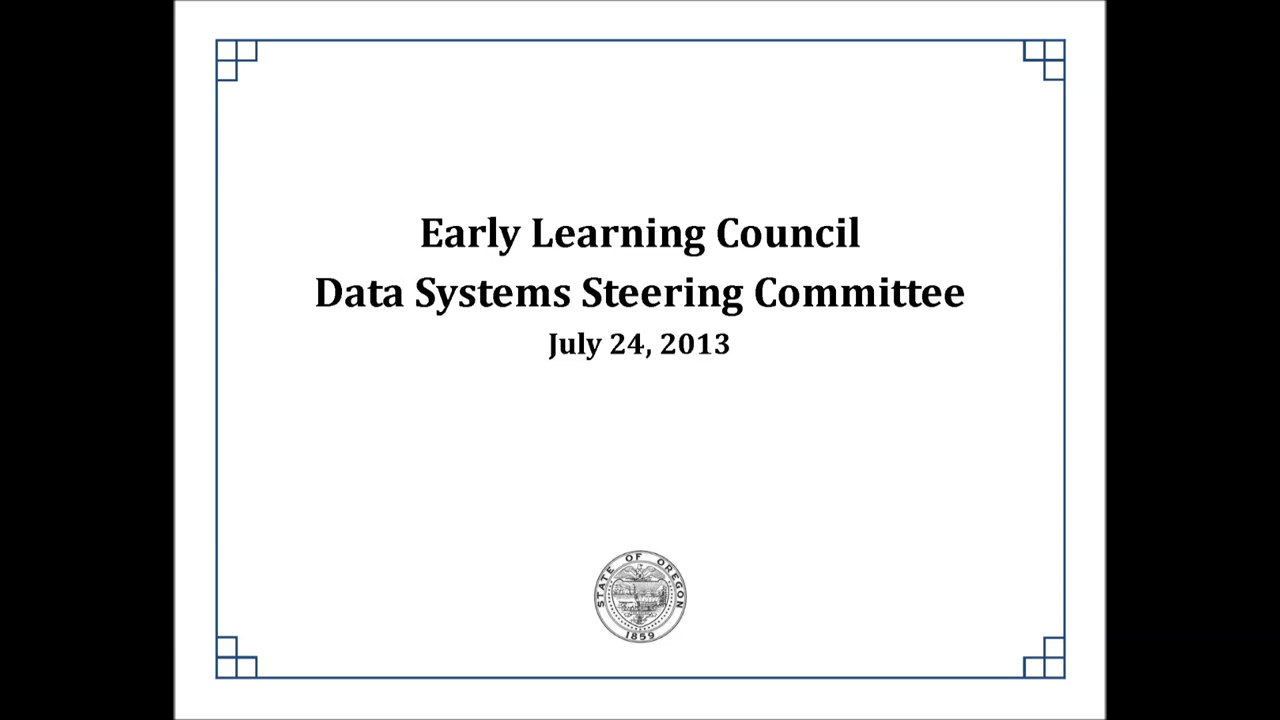 Early Learning Council
Data Systems Steering Committee
July 24, 2013
STATE OF OREGON
1859